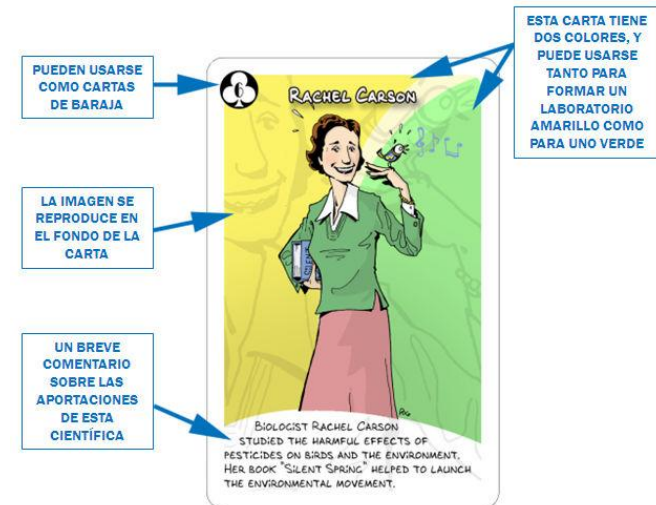 PUEDEN USARSE
COMO CARTAS
DE BARAJA
LA IMAGEN SE
REPRODUCE EN
EL FONDO DE LA
CARTA
UN BREVE
COMENTARIO
SOBRE LAS
APORTACIONES
DE ESTA
CIENTÍFICA
6
RACHEL CARSON
SILENT
BIOLOGIST RACHEL CARSON
STUDIED THE HARMFUL EFFECTS OF
PESTICIDES ON BIRDS AND THE ENVIRONMENT.
HER BOOK "SILENT SPRING" HELPED TO LAUNCH
THE ENVIRONMENTAL MOVEMENT.
ESTA CARTA TIENE
DOS COLORES, Y
PUEDE USARSE
TANTO PARA
FORMAR UN
LABORATORIO
AMARILLO COMO
PARA UNO VERDE